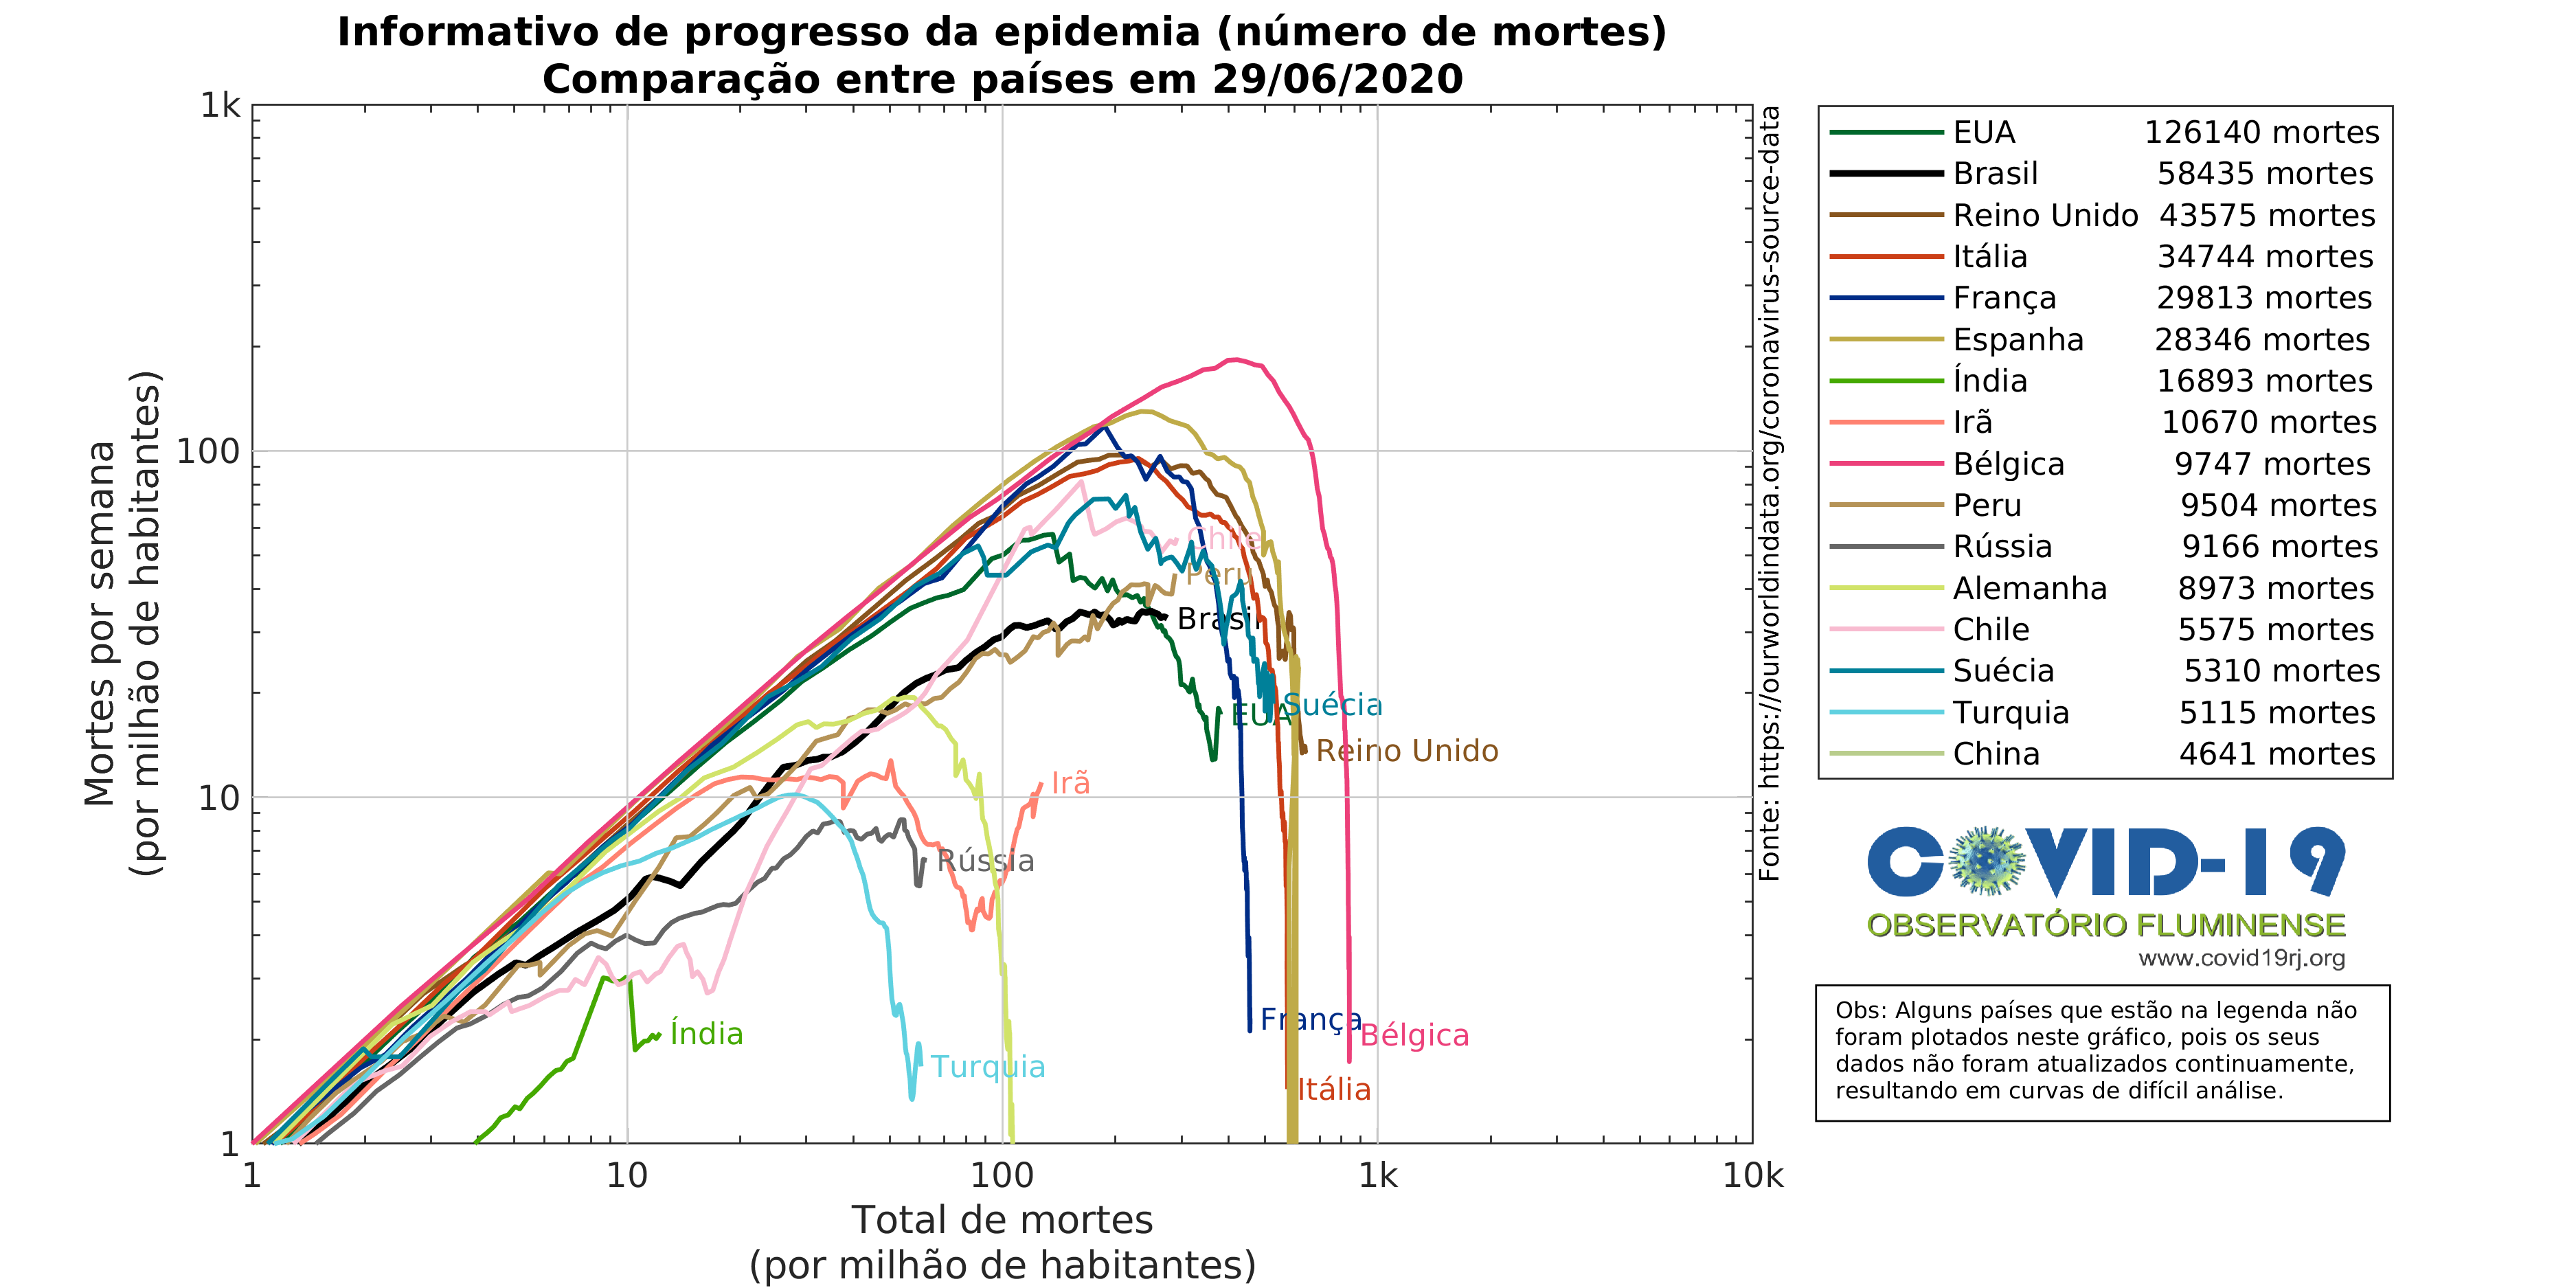 Informativo de progresso da epidemia (número de mortes)
Comparação entre países em 29/06/2020
1k
100
10
1
Mortes por semana
(por milhão de habitantes)
Chile
Peru
Brasil
Suécia
EUA
Reino Unido
Irã
Rússia
Índia
Turquia
França
Bélgica
Itália
1
10
100
1k
10k
Total de mortes
(por milhão de habitantes)
Fonte: https://ourworldindata.org/coronavirus-source-data
EUA 126140 mortes
Brasil 58435 mortes
Reino Unido 43575 mortes
Itália 34744 mortes
França 29813 mortes
Espanha 28346 mortes
Índia 16893 mortes
Irã 10670 mortes
Bélgica 9747 mortes
Peru 9504 mortes
Rússia 9166 mortes
Alemanha 8973 mortes
Chile 5575 mortes
Suécia 5310 mortes
Turquia 5115 mortes
China 4641 mortes
COVID-19
OBSERVATÓRIO FLUMINENSE
www.covid19rj.org
Obs: Alguns países que estão na legenda não
foram plotados neste gráfico, pois os seus
dados não foram atualizados continuamente,
resultando em curvas de difícil análise.